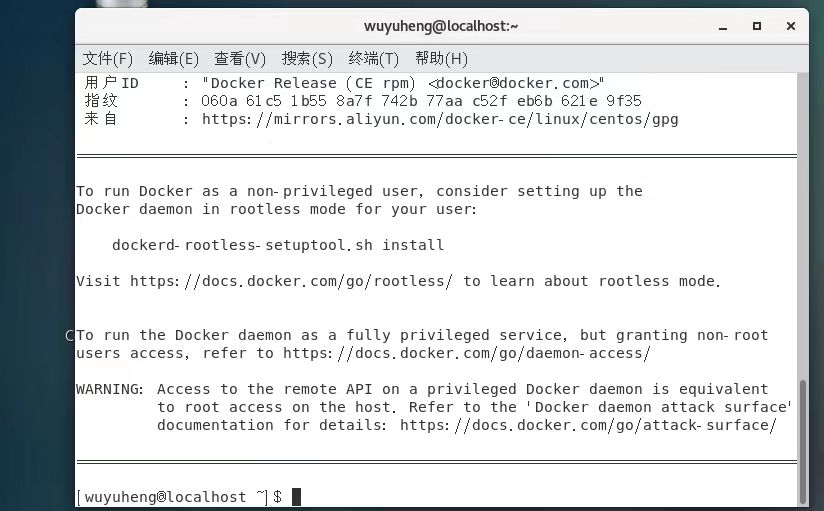 wuyuheng@localhost:~
文件(F) 编辑(E) 查看(V) 搜索(S) 终端(T) 帮助(H)
用户ID : "Docker Release (CE rpm) <docker@docker.com>"
指纹 : 060a 61c5 1b55 8a7f 742b 77aa c52f eb6b 621e 9f35
来自 : https://mirrors.aliyun.com/docker-ce/linux/centos/gpg
To run Docker as a non-privileged user, consider setting up the
Docker daemon in rootless mode for your user:
dockerd-rootless-setuptool.sh install
Visit https://docs.docker.com/go/rootless/ to learn about rootless mode.
To run the Docker daemon as a fully privileged service, but granting non-root
users access, refer to https://docs.docker.com/go/daemon-access/
WARNING: Access to the remote API on a privileged Docker daemon is equivalent
to root access on the host. Refer to the 'Docker daemon attack surface'
documentation for details: https://docs.docker.com/go/attack-surface/
[wuyuheng@localhost ~]$